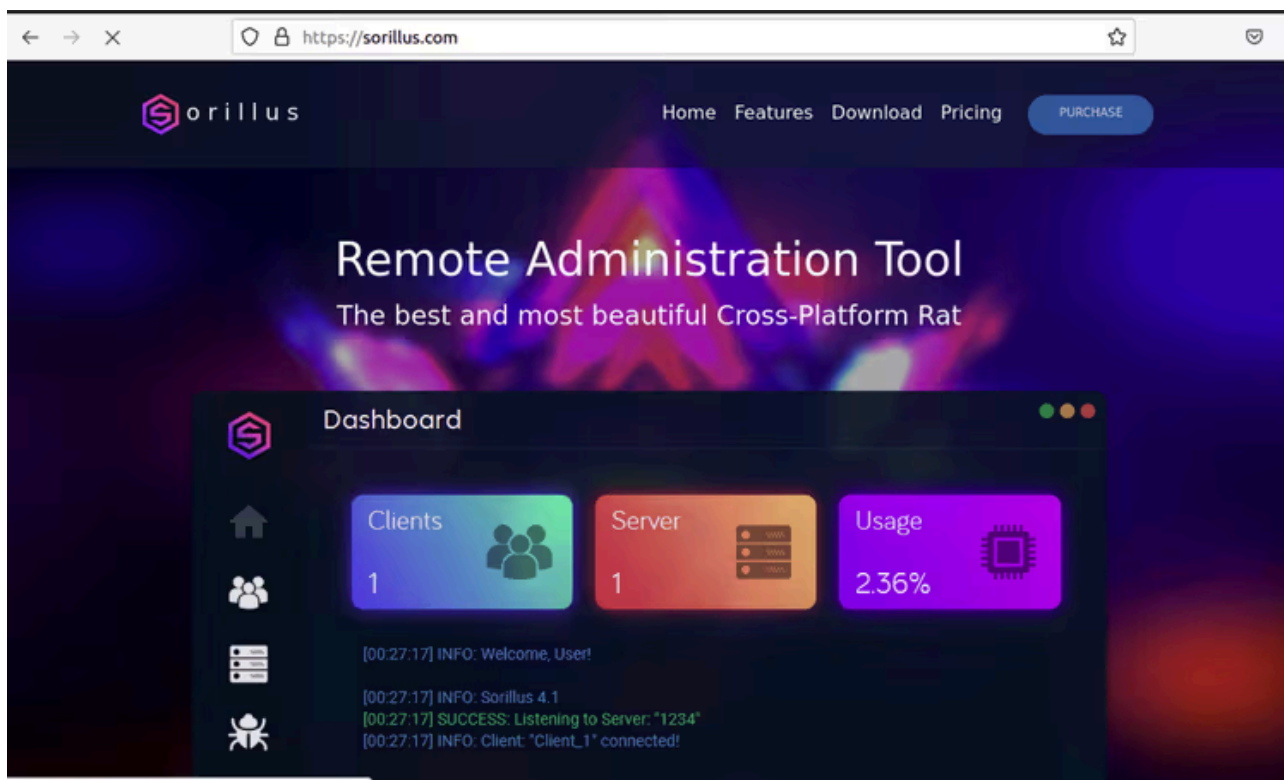 https://sorillus.com
Sorillus Home Features Download Pricing PURCHASE
Remote Administration Tool
The best and most beautiful Cross-Platform Rat
Dashboard
Clients
1
Server
1
Usage
2.36%
[00:27:17] INFO: Welcome, User!
[00:27:17] INFO: Sorillus 4.1
[00:27:17] SUCCESS: Listening to Server: "1234"
[00:27:17] INFO: Client: "Client_1" connected!